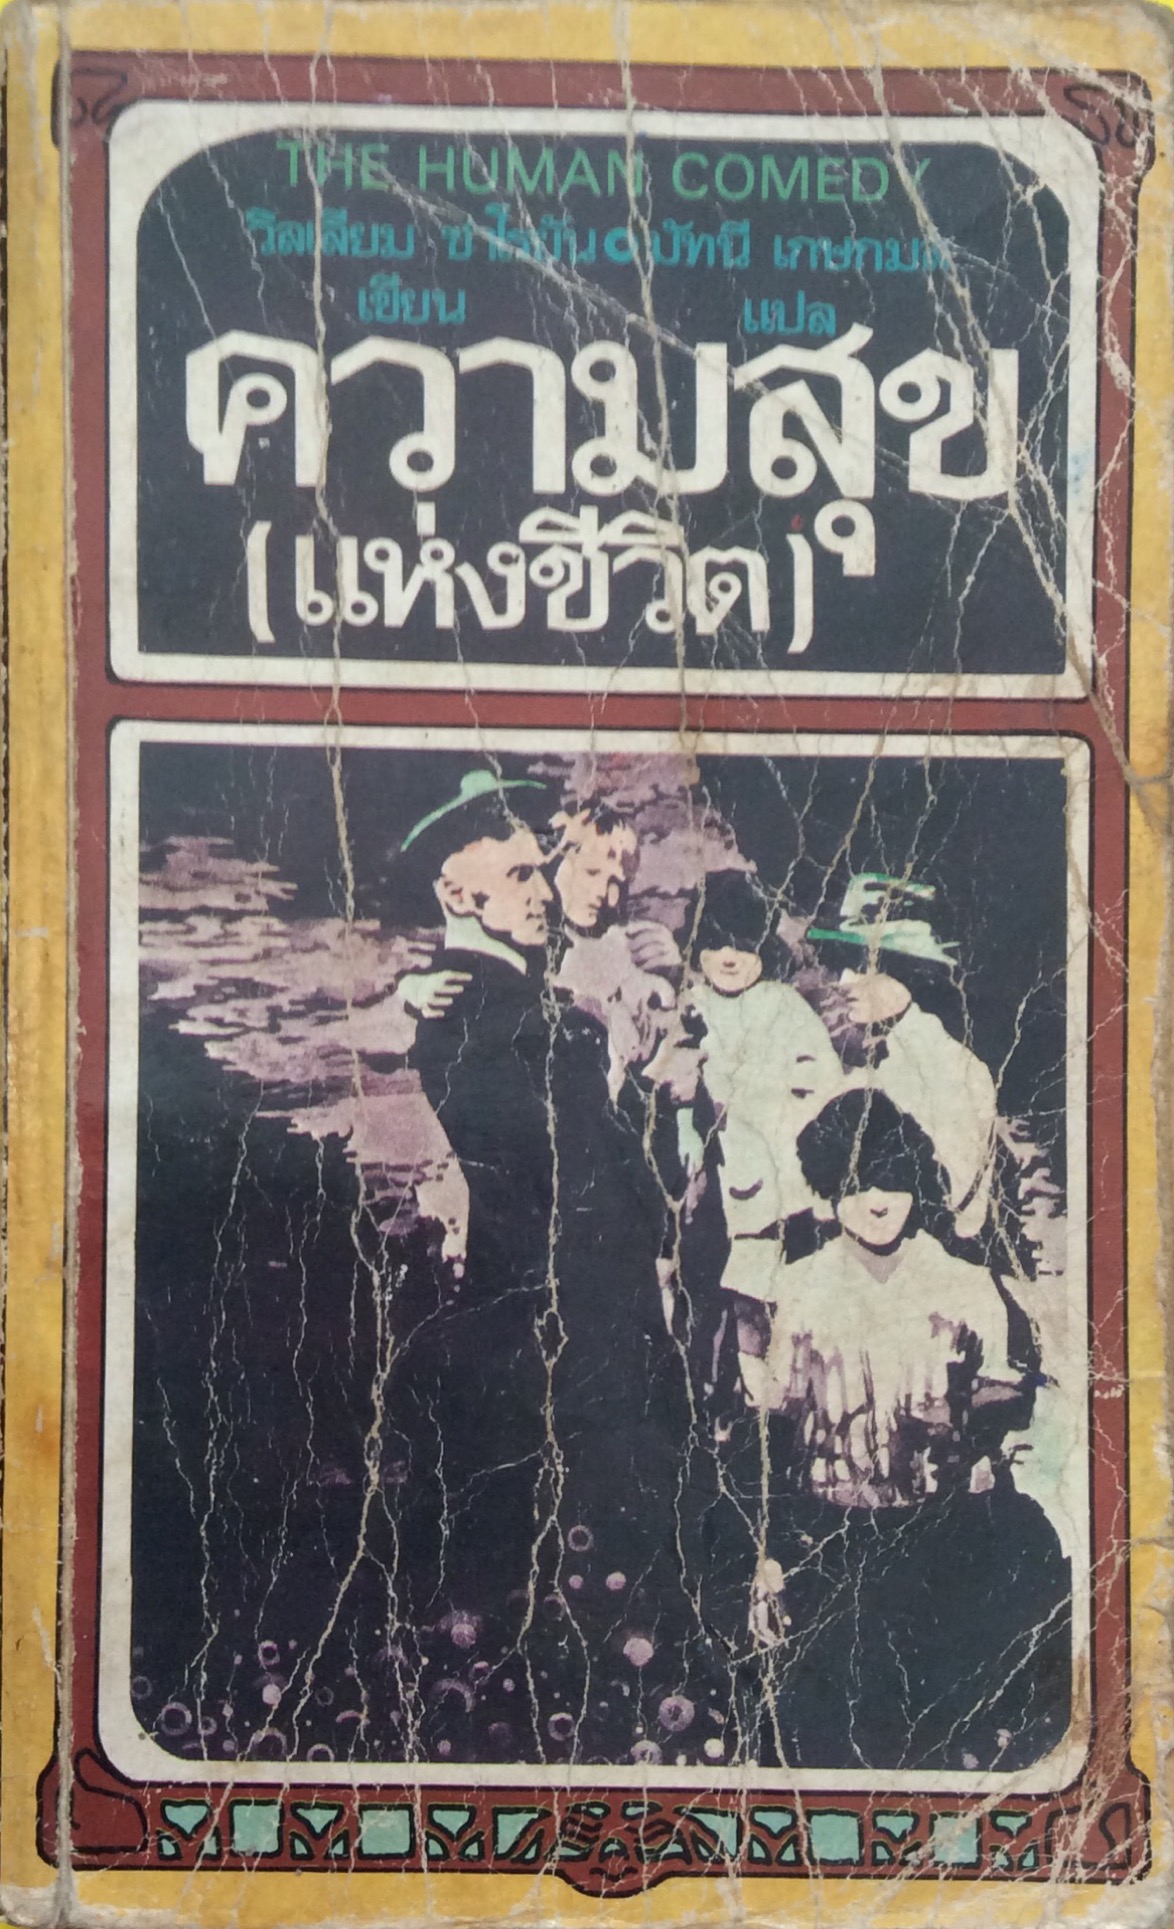 THE HUMAN COMEDY
วิลเลียม ซาโรยัน มัทนี เกษกมล
เขียน แปล
ความสุข
(แห่งชีวิต)